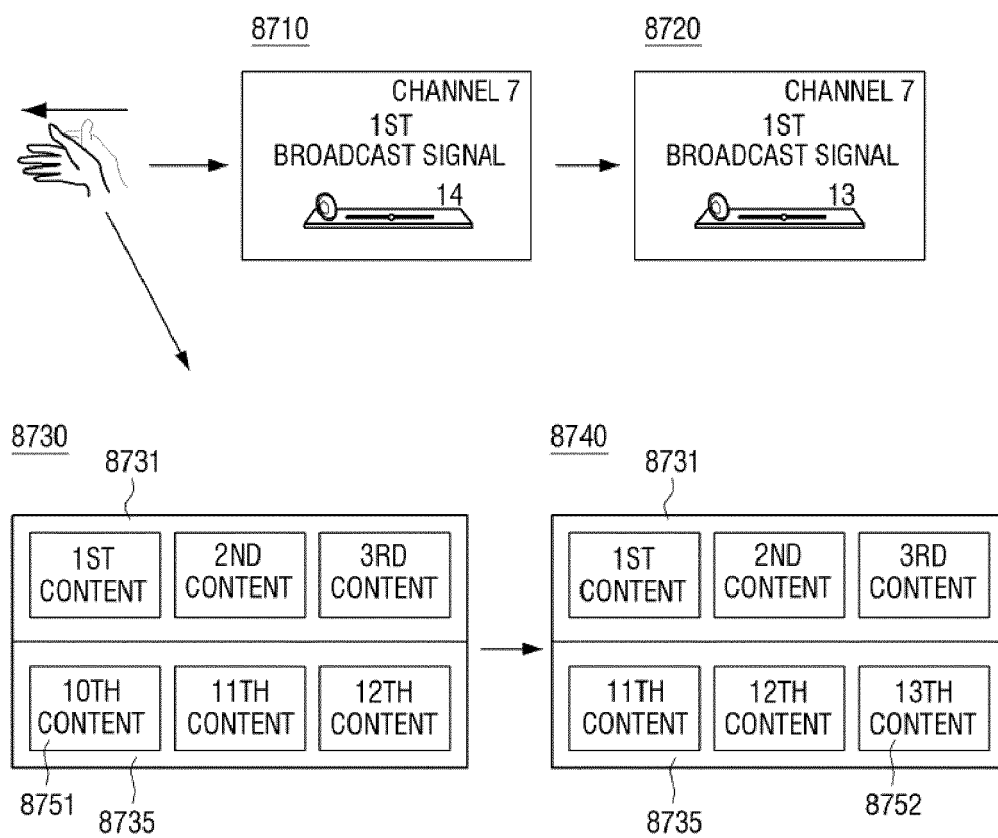 8710
CHANNEL 7
1ST
BROADCAST SIGNAL
14
8720
CHANNEL 7
1ST
BROADCAST SIGNAL
13
8730
8731
1ST
CONTENT
2ND
CONTENT
3RD
CONTENT
10TH
CONTENT
11TH
CONTENT
12TH
CONTENT
8751
8735
8740
8731
1ST
CONTENT
2ND
CONTENT
3RD
CONTENT
11TH
CONTENT
12TH
CONTENT
13TH
CONTENT
8735
8752